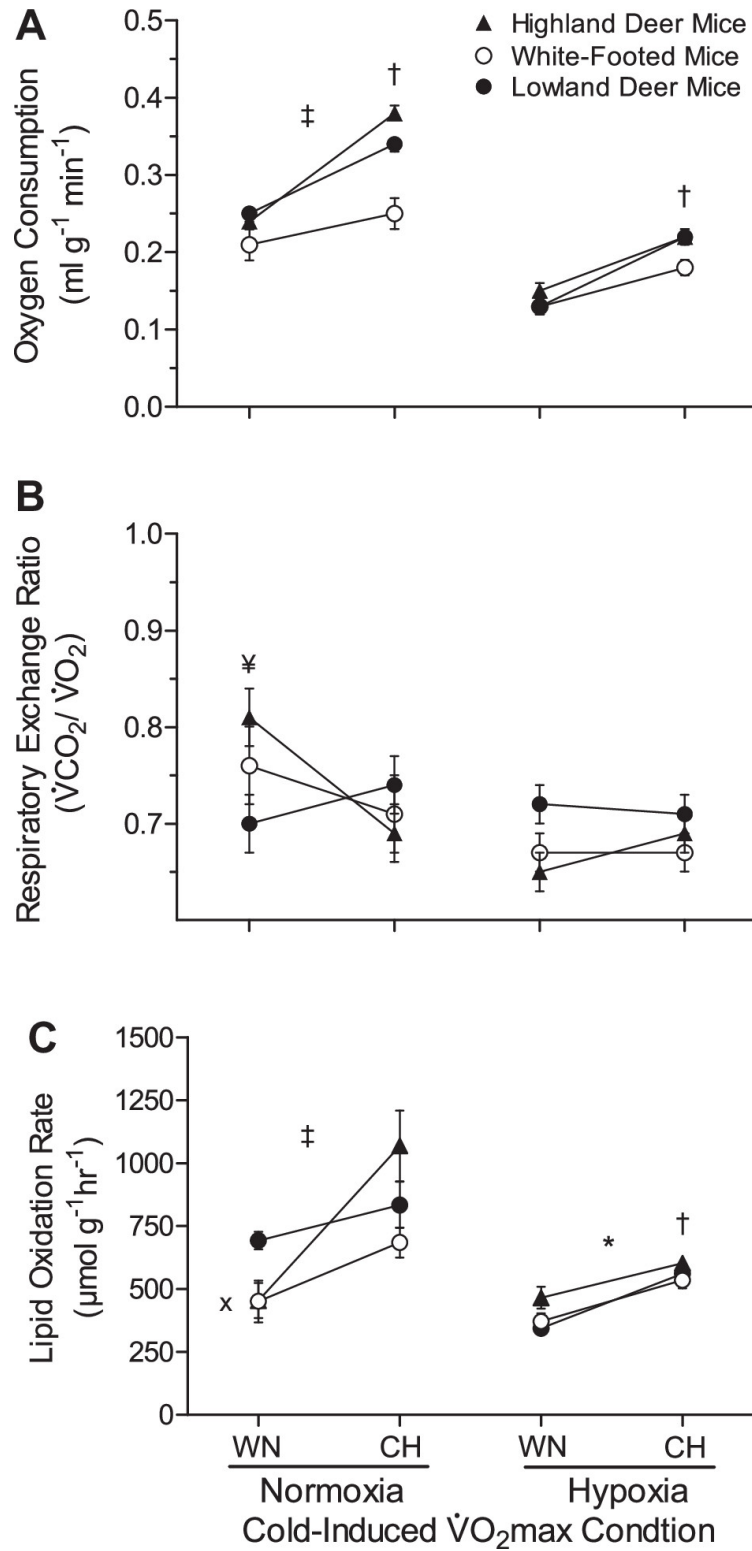 A
Oxygen Consumption
(ml g⁻¹ min⁻¹)
0.5
0.4
0.3
0.2
0.1
0.0
Highland Deer Mice
White-Footed Mice
Lowland Deer Mice
‡
†
†
B
Respiratory Exchange Ratio
(V̇CO₂/ V̇O₂)
1.0
0.9
0.8
0.7
¥
C
Lipid Oxidation Rate
(μmol g⁻¹hr⁻¹)
1500
1250
1000
750
500
250
0
‡
x
*
†
WN CH WN CH
Normoxia Hypoxia
Cold-Induced V̇O₂max Condtion